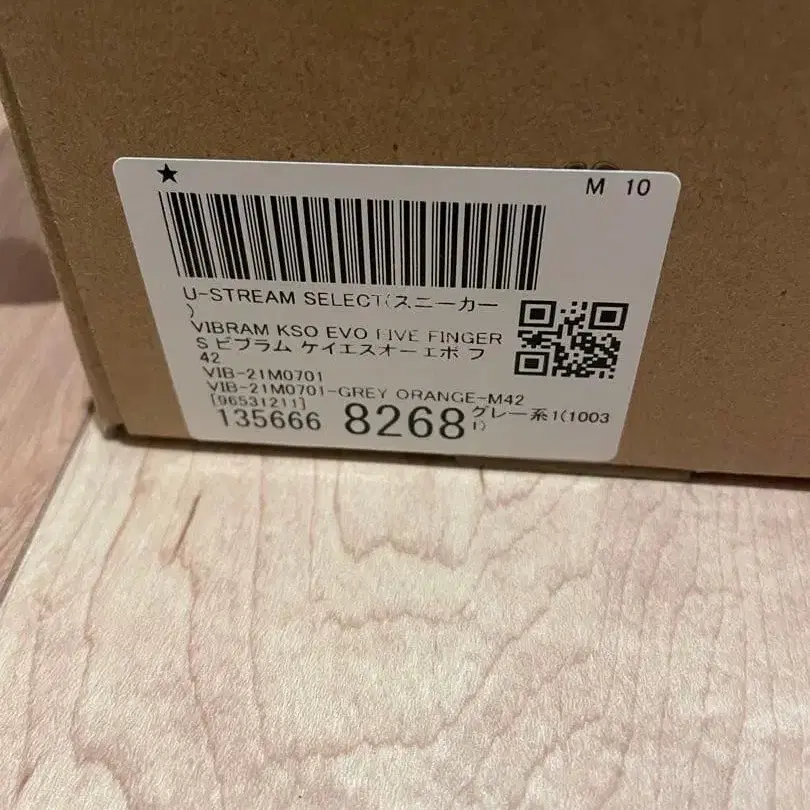 ★
M 10
U-STREAM SELECT(スニーカー
)
VIBRAM KSO EVO FIVE FINGER
S ビブラム ケイエスオーエボ フ
42
VIB-21M0701
VIB-21M0701-GREY ORANGE-M42
[96531211]
135666 8268 グレー系1(1003
1)